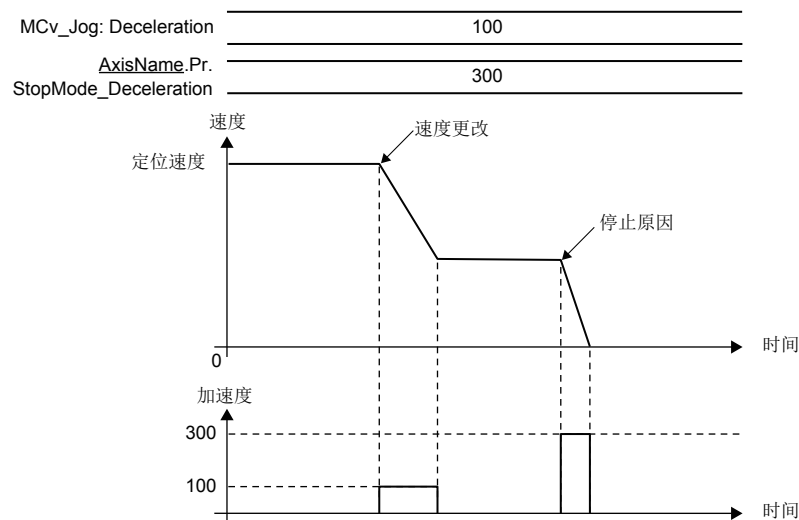 MCv_Jog: Deceleration
100
AxisName.Pr.
StopMode_Deceleration
300
速度
速度更改
定位速度
停止原因
时间
0
加速度
300
100
时间